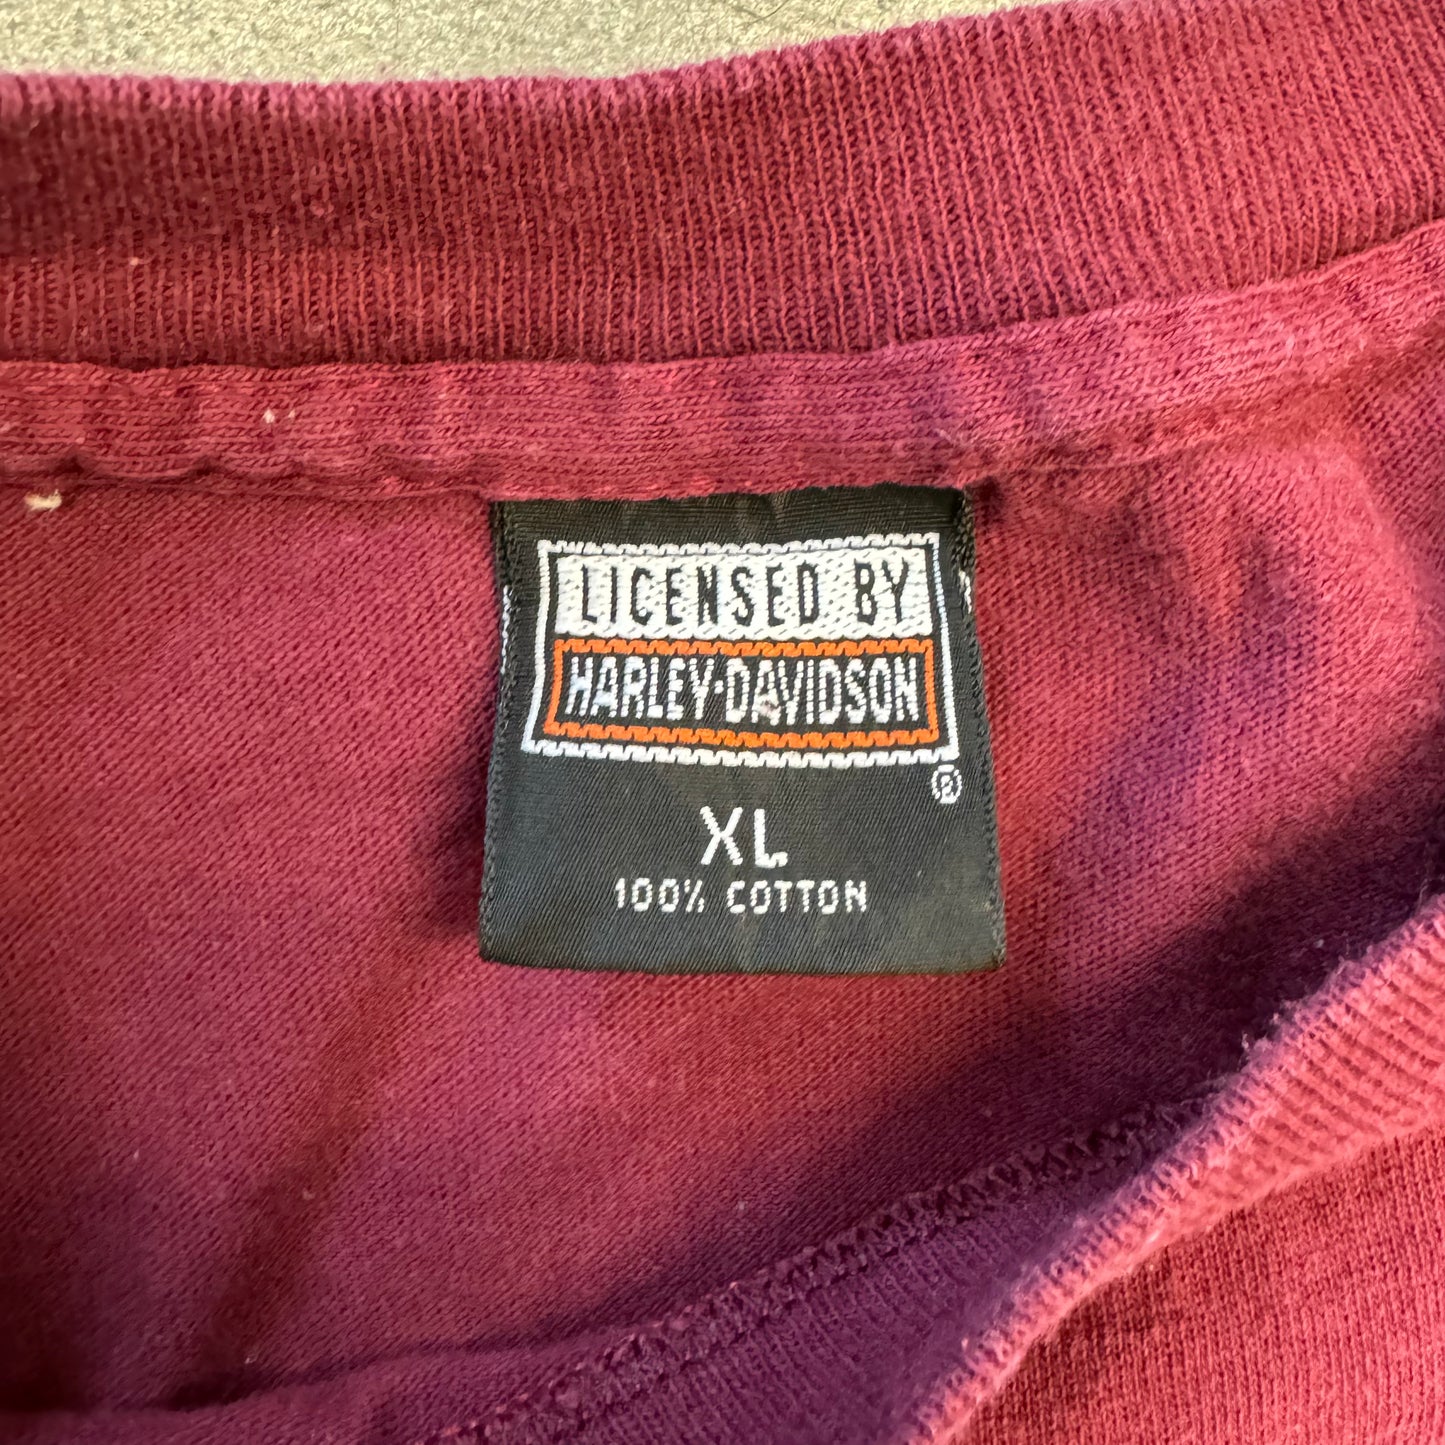 LICENSED BY
HARLEY-DAVIDSON
®
XL
100% COTTON